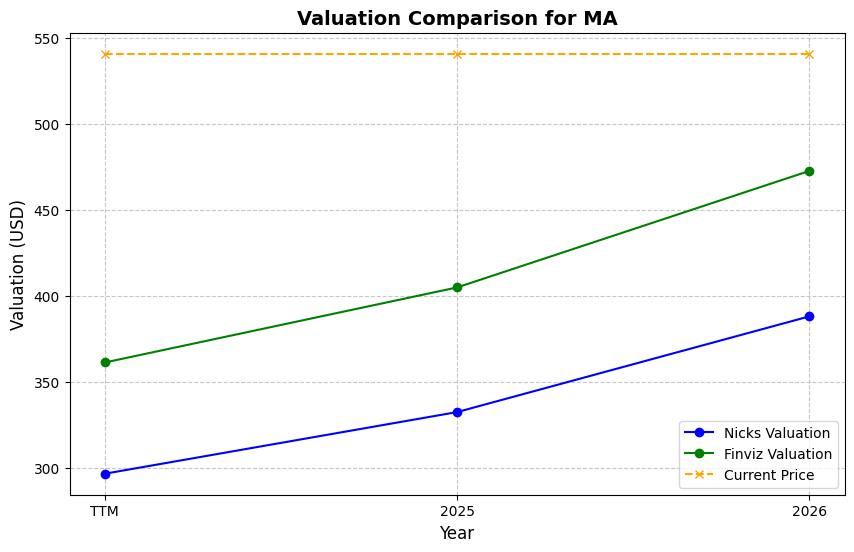 Valuation Comparison for MA
Valuation (USD)
550
500
450
400
350
300
TTM
2025
2026
Year
Nicks Valuation
Finviz Valuation
Current Price